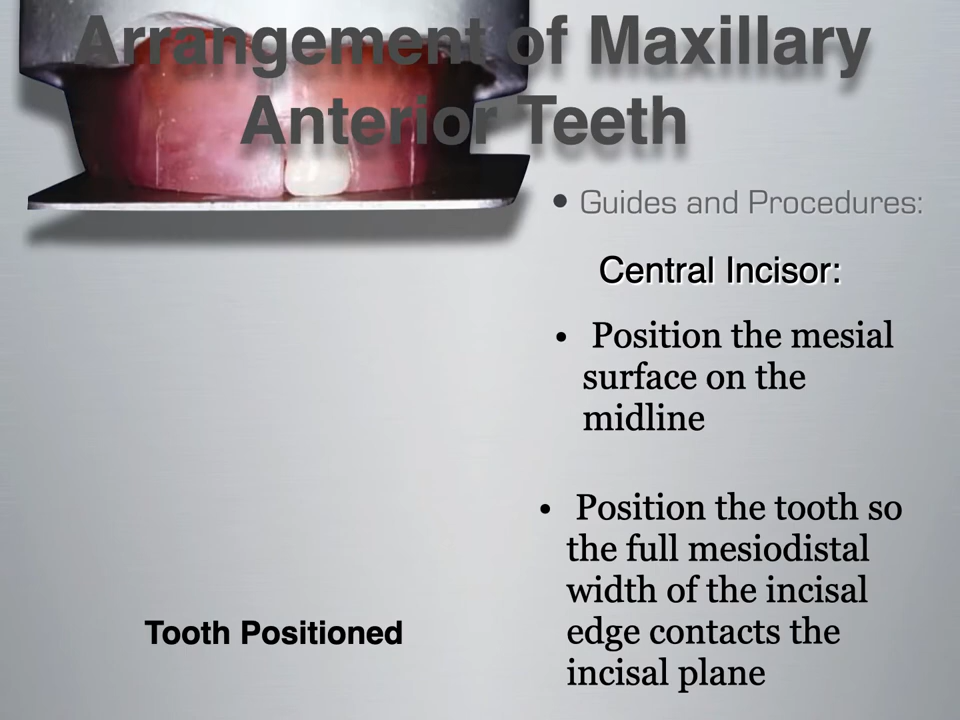 Arrangement of Maxillary
Anterior Teeth
• Guides and Procedures:
Central Incisor:
• Position the mesial
surface on the
midline
• Position the tooth so
the full mesiodistal
width of the incisal
edge contacts the
incisal plane
Tooth Positioned